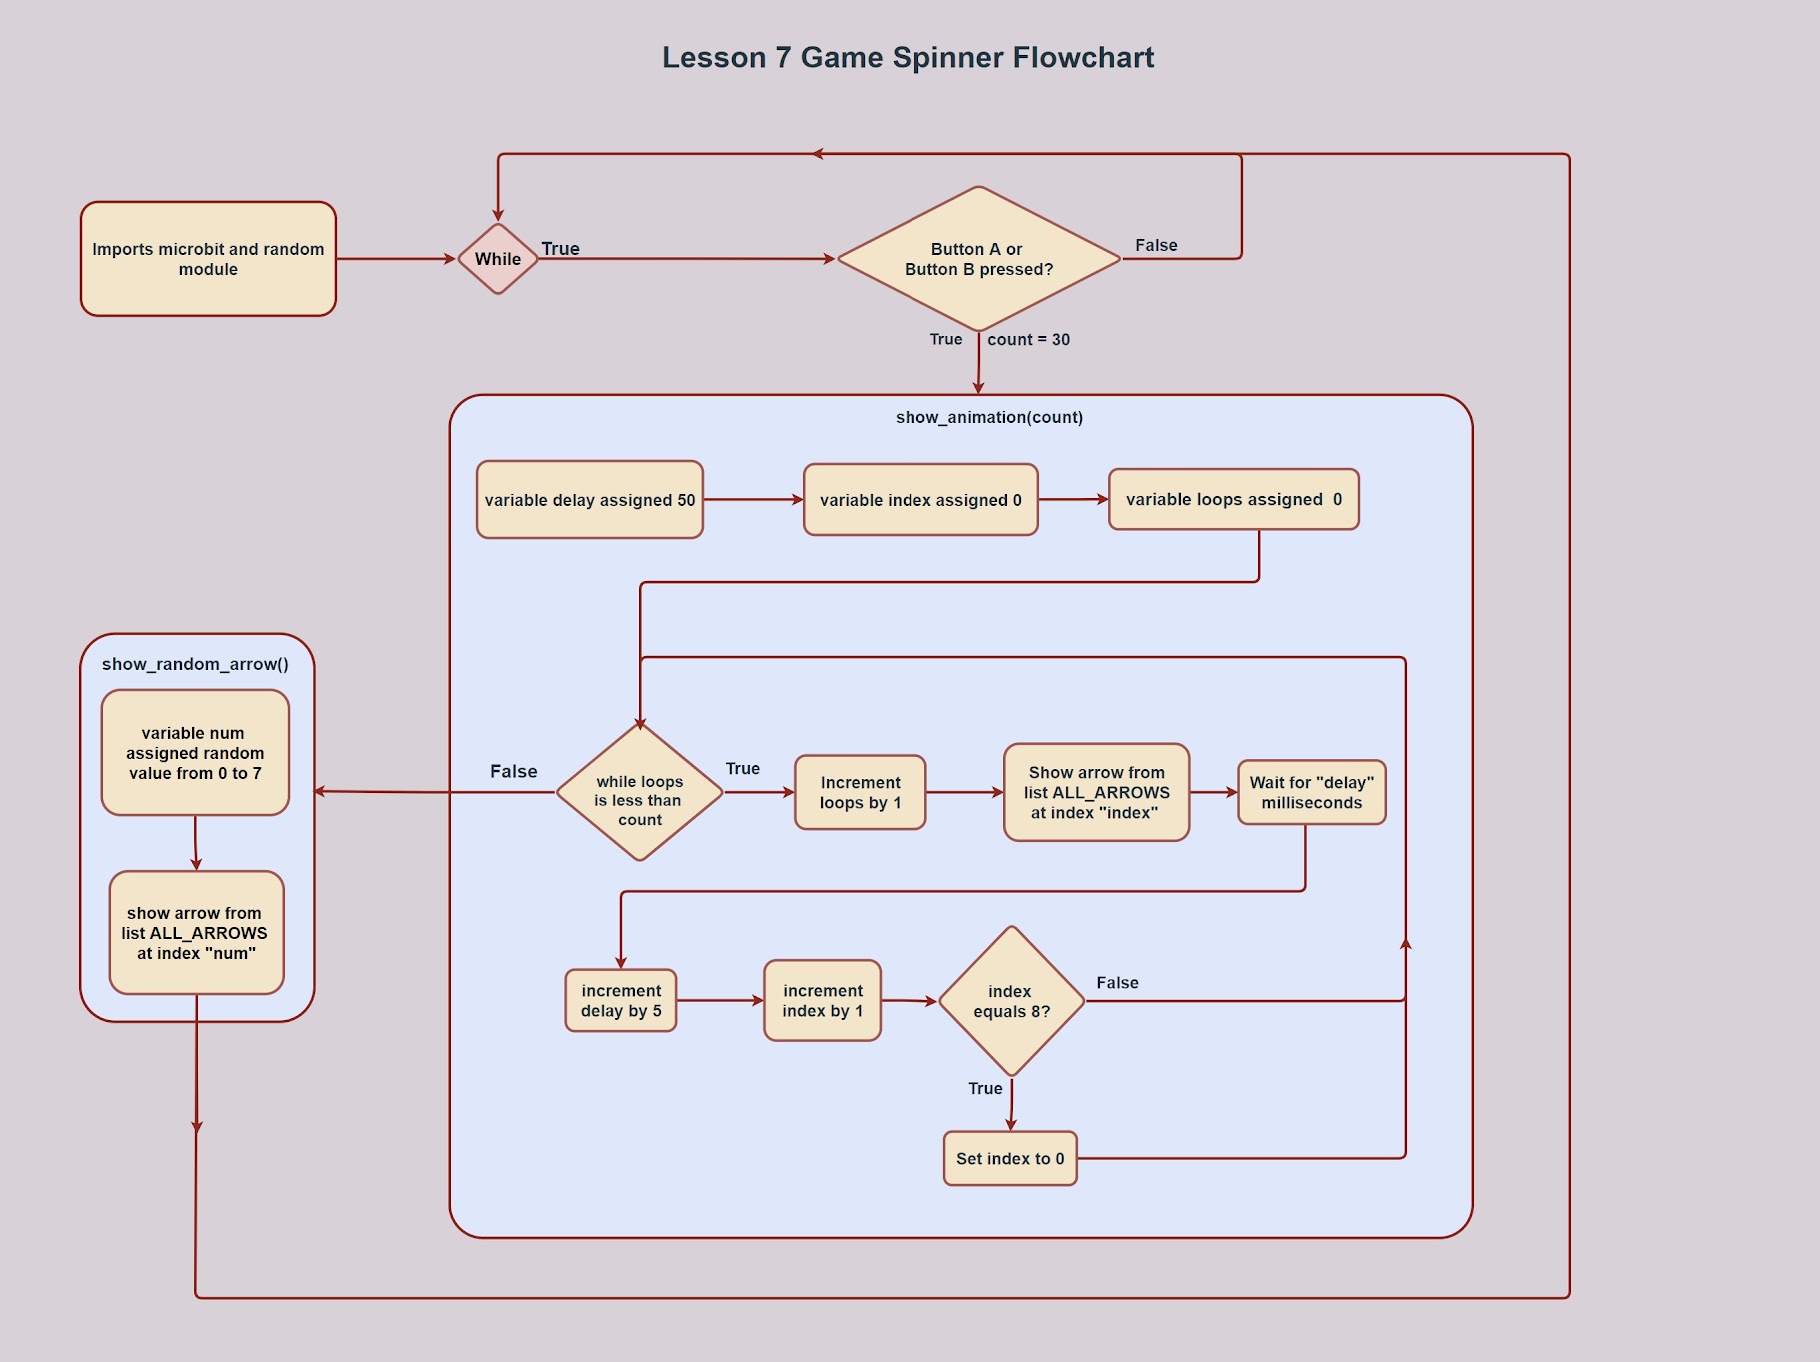 Lesson 7 Game Spinner Flowchart
Imports microbit and random
module
While
True
Button A or
Button B pressed?
False
True
count = 30
show_animation(count)
variable delay assigned 50
variable index assigned 0
variable loops assigned 0
show_random_arrow()
variable num
assigned random
value from 0 to 7
show arrow from
list ALL_ARROWS
at index "num"
False
while loops
is less than
count
True
Increment
loops by 1
Show arrow from
list ALL_ARROWS
at index "index"
Wait for "delay"
milliseconds
increment
delay by 5
increment
index by 1
index
equals 8?
False
True
Set index to 0